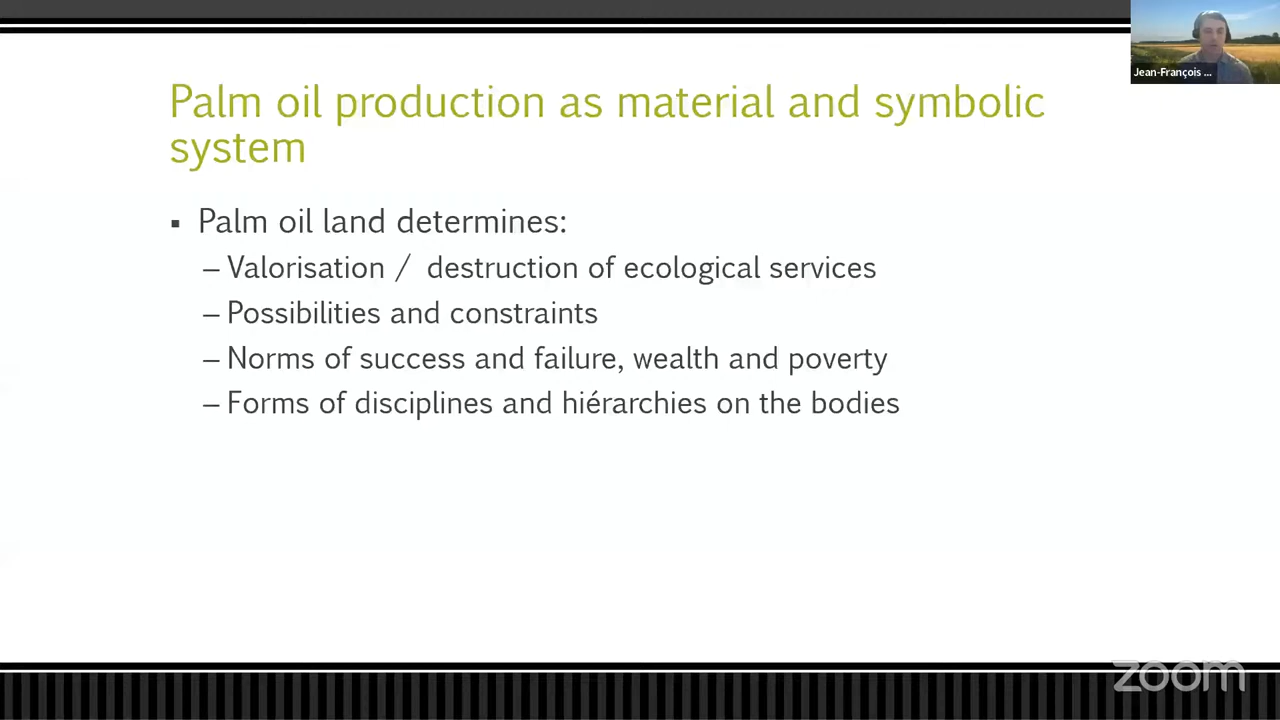 Jean-François ...
Palm oil production as material and symbolic
system
▪ Palm oil land determines:
– Valorisation / destruction of ecological services
– Possibilities and constraints
– Norms of success and failure, wealth and poverty
– Forms of disciplines and hiérarchies on the bodies
zoom